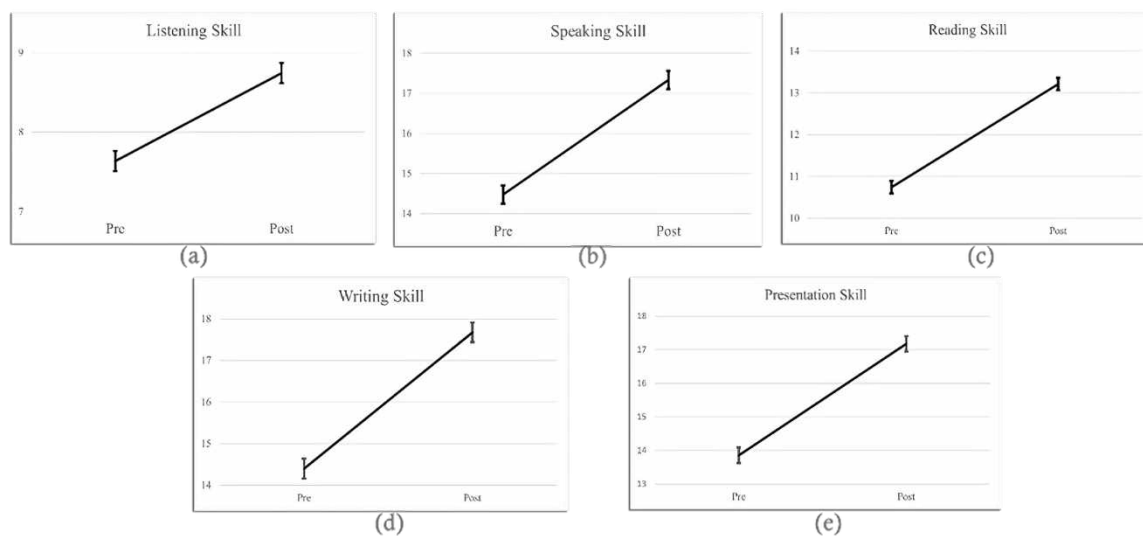 Listening Skill
9
8
7
Pre Post
(a)
Speaking Skill
18
17
16
15
14
Pre Post
(b)
Reading Skill
14
13
12
11
10
Pre Post
(c)
Writing Skill
18
17
16
15
14
Pre Post
(d)
Presentation Skill
18
17
16
15
14
13
Pre Post
(e)